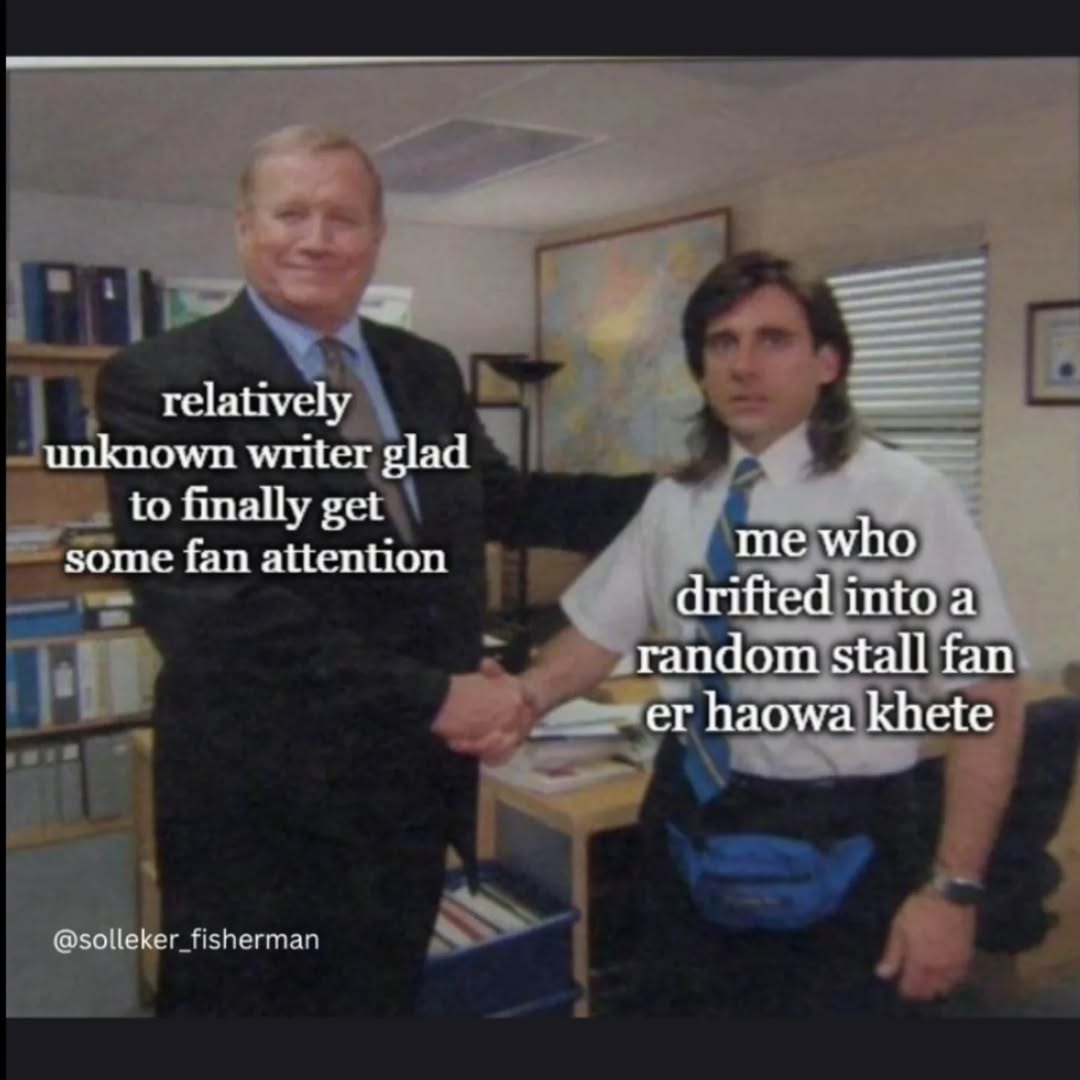 relatively
unknown writer glad
to finally get
some fan attention
me who
drifted into a
random stall fan
er haowa khete
@solleker_fisherman